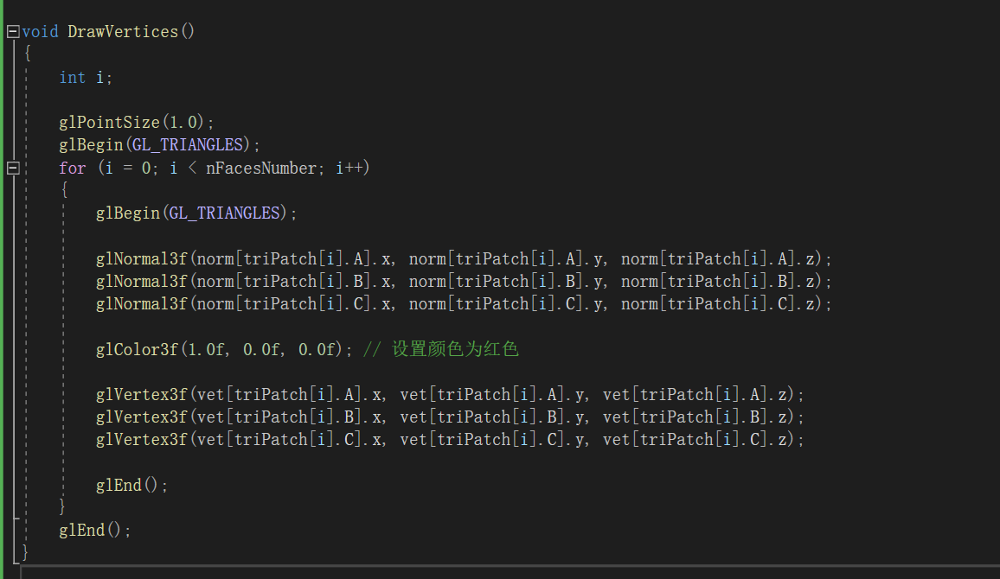 void DrawVertices()
{
    int i;

    glPointSize(1.0);
    glBegin(GL_TRIANGLES);
    for (i = 0; i < nFacesNumber; i++)
    {
        glBegin(GL_TRIANGLES);

        glNormal3f(norm[triPatch[i].A].x, norm[triPatch[i].A].y, norm[triPatch[i].A].z);
        glNormal3f(norm[triPatch[i].B].x, norm[triPatch[i].B].y, norm[triPatch[i].B].z);
        glNormal3f(norm[triPatch[i].C].x, norm[triPatch[i].C].y, norm[triPatch[i].C].z);

        glColor3f(1.0f, 0.0f, 0.0f); // 设置颜色为红色

        glVertex3f(vet[triPatch[i].A].x, vet[triPatch[i].A].y, vet[triPatch[i].A].z);
        glVertex3f(vet[triPatch[i].B].x, vet[triPatch[i].B].y, vet[triPatch[i].B].z);
        glVertex3f(vet[triPatch[i].C].x, vet[triPatch[i].C].y, vet[triPatch[i].C].z);

        glEnd();
    }
    glEnd();
}